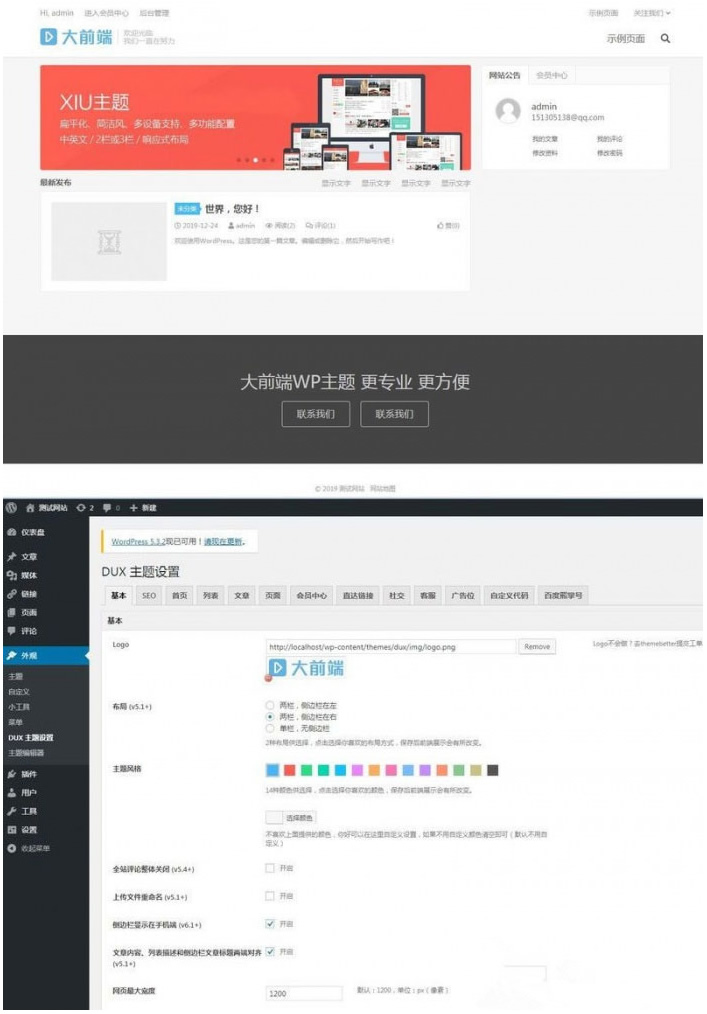 Hi, admin 进入会员中心 后台管理
示例页面 关注我们
大前端
欢迎光临
我们一直在努力
示例页面
XIU主题
扁平化、简洁风、多设备支持、多功能配置
中英文 / 2栏或3栏 / 响应式布局
网站公告 会员中心
admin
151305138@qq.com
我的文章 我的评论
修改资料 修改密码
最新发布 显示文字 显示文字 显示文字 显示文字
未分类 世界，您好！
2019-12-24 admin 阅读(2) 评论(1) 赞(0)
欢迎使用WordPress。这是您的第一篇文章。编辑或删除它，然后开始写作吧！
大前端WP主题 更专业 更方便
联系我们 联系我们
© 2019 测试网站 网站地图
测试网站 2 0 + 新建
仪表盘
文章
媒体
链接
页面
评论
外观
主题
自定义
小工具
菜单
DUX 主题设置
主题编辑器
插件
用户
工具
设置
收起菜单
WordPress 5.3.2现已可用！请现在更新。
DUX 主题设置
基本 SEO 首页 列表 文章 页面 会员中心 直达链接 社交 客服 广告位 自定义代码 百度熊掌号
基本
Logo http://localhost/wp-content/themes/dux/img/logo.png Remove Logo不会做？去themebetter提交工单
大前端
布局 (v5.1+) 两栏，侧边栏在左
两栏，侧边栏在右
单栏，无侧边栏
2种布局供选择，点击选择你喜欢的布局方式，保存后前端展示会有所改变。
主题风格
14种颜色供选择，点击选择你喜欢的颜色，保存后前端展示会有所改变。
选择颜色
不喜欢上面提供的颜色，你好可以在这里自定义设置，如果不用自定义颜色清空即可（默认不用自
定义）
全站评论整体关闭 (v5.4+) 开启
上传文件重命名 (v5.1+) 开启
侧边栏显示在手机端 (v6.1+) 开启
文章内容、列表描述和侧边栏文章标题两端对齐 开启
(v5.1+)
网页最大宽度 1200 默认：1200，单位：px（像素）